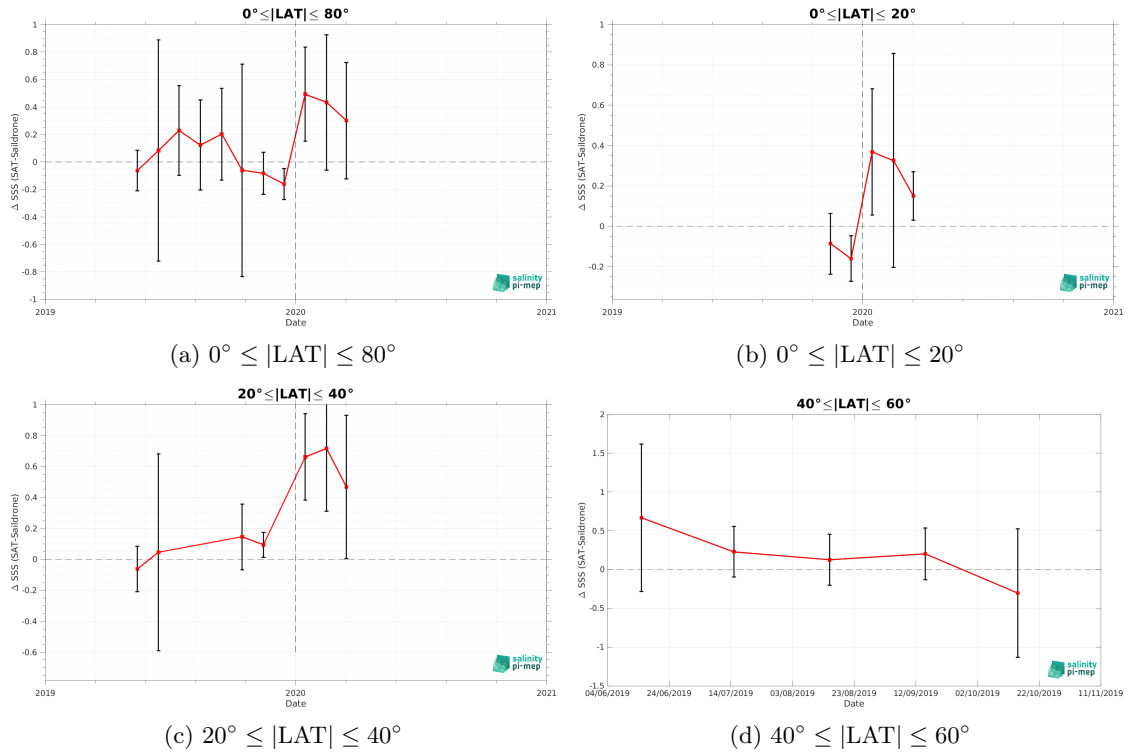 0°≤|LAT|≤ 80°
1
0.8
0.6
0.4
0.2
0
-0.2
-0.4
-0.6
-0.8
-1
Δ SSS (SAT-Saildrone)
2019
2020
2021
Date
salinity
pi-mep
(a) 0° ≤ |LAT| ≤ 80°
0°≤|LAT|≤ 20°
1
0.8
0.6
0.4
0.2
0
-0.2
Δ SSS (SAT-Saildrone)
2019
2020
2021
Date
salinity
pi-mep
(b) 0° ≤ |LAT| ≤ 20°
20°≤|LAT|≤ 40°
1
0.8
0.6
0.4
0.2
0
-0.2
-0.4
-0.6
Δ SSS (SAT-Saildrone)
2019
2020
2021
Date
salinity
pi-mep
(c) 20° ≤ |LAT| ≤ 40°
40°≤|LAT|≤ 60°
2
1.5
1
0.5
0
-0.5
-1
-1.5
Δ SSS (SAT-Saildrone)
04/06/2019
24/06/2019
14/07/2019
03/08/2019
23/08/2019
12/09/2019
02/10/2019
22/10/2019
11/11/2019
Date
salinity
pi-mep
(d) 40° ≤ |LAT| ≤ 60°